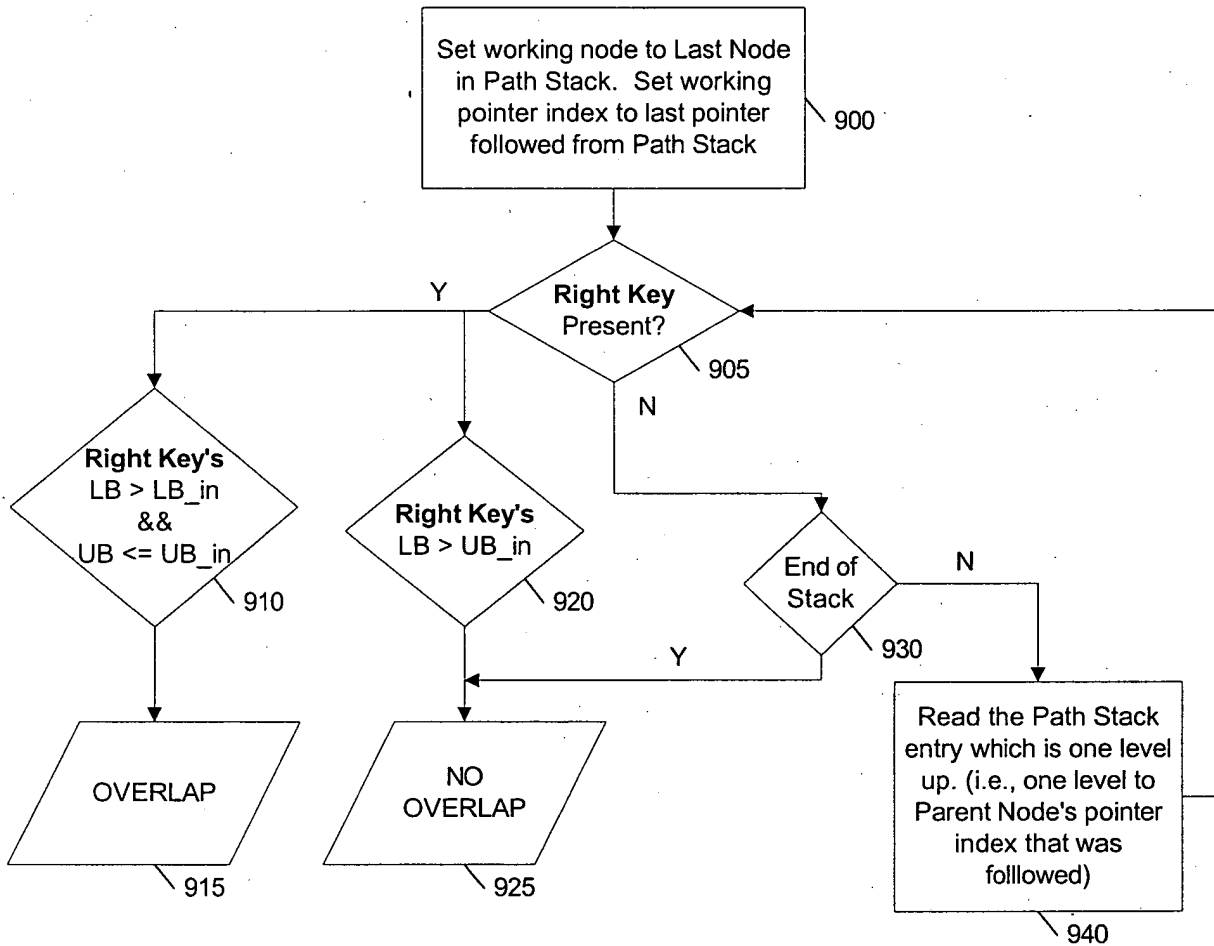 Set working node to Last Node
in Path Stack. Set working
pointer index to last pointer
followed from Path Stack
900
Y
Right Key
Present?
905
N
Right Key's
LB > LB_in
&&
UB <= UB_in
910
Right Key's
LB > UB_in
920
End of
Stack
N
930
Y
OVERLAP
915
NO
OVERLAP
925
Read the Path Stack
entry which is one level
up. (i.e., one level to
Parent Node's pointer
index that was
folllowed)
940